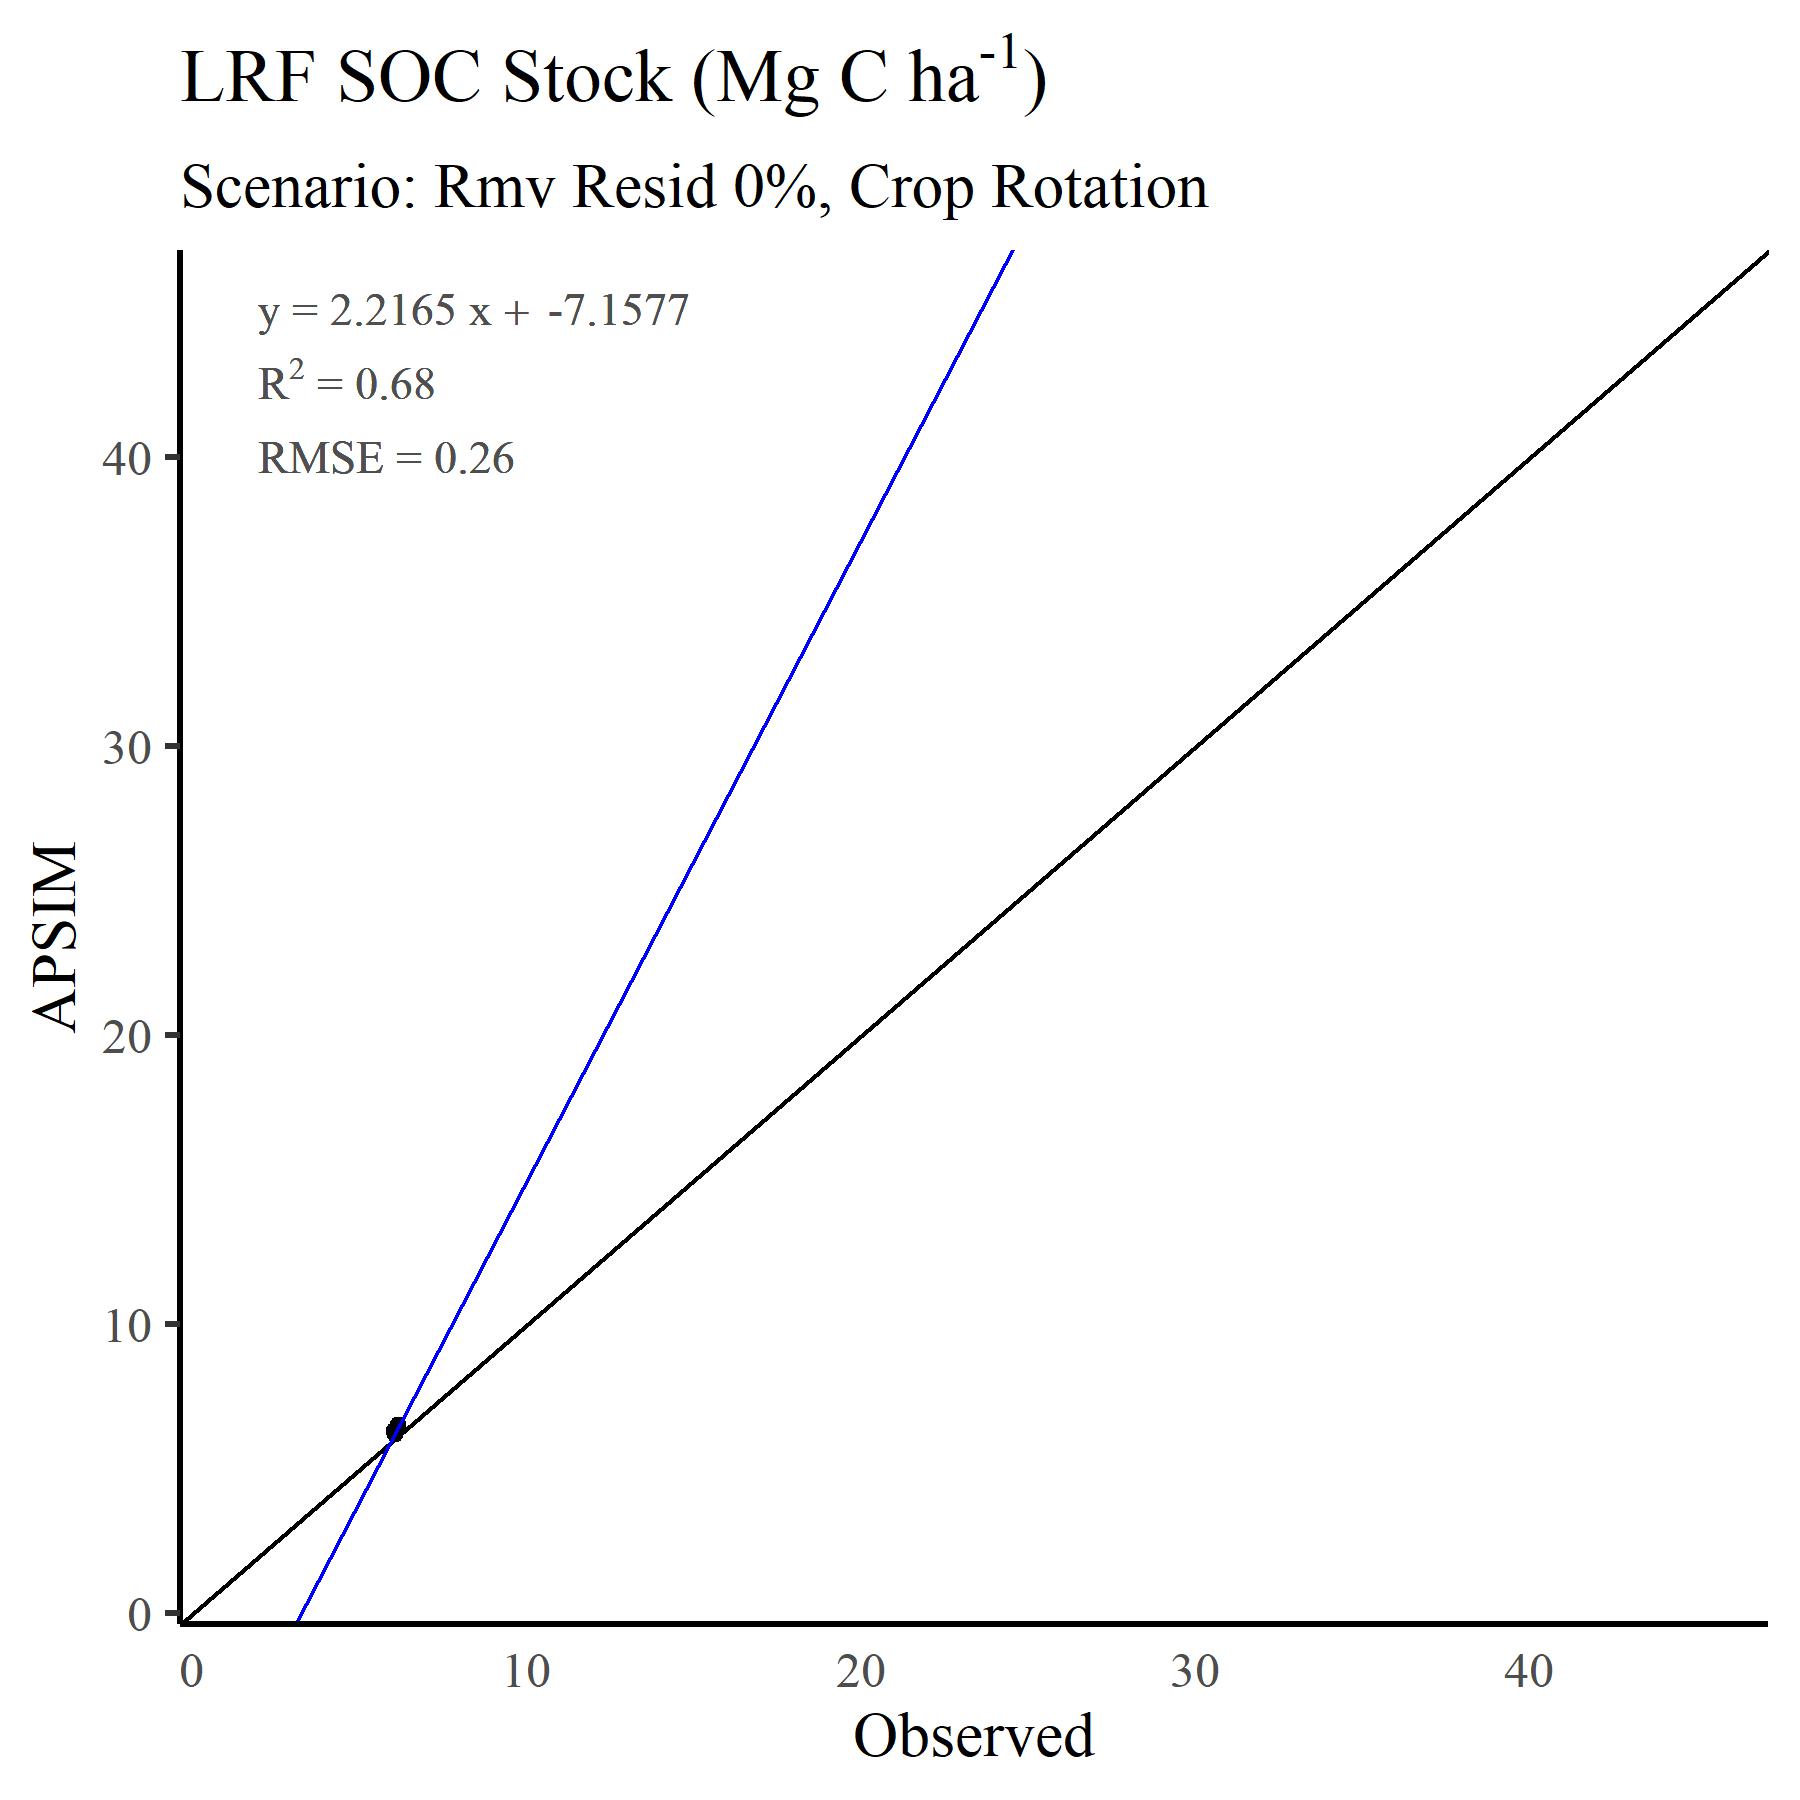 LRF SOC Stock (Mg C ha⁻¹)
Scenario: Rmv Resid 0%, Crop Rotation
y = 2.2165 x + -7.1577
R² = 0.68
RMSE = 0.26
40
30
20
10
0
APSIM
0 10 20 30 40
Observed